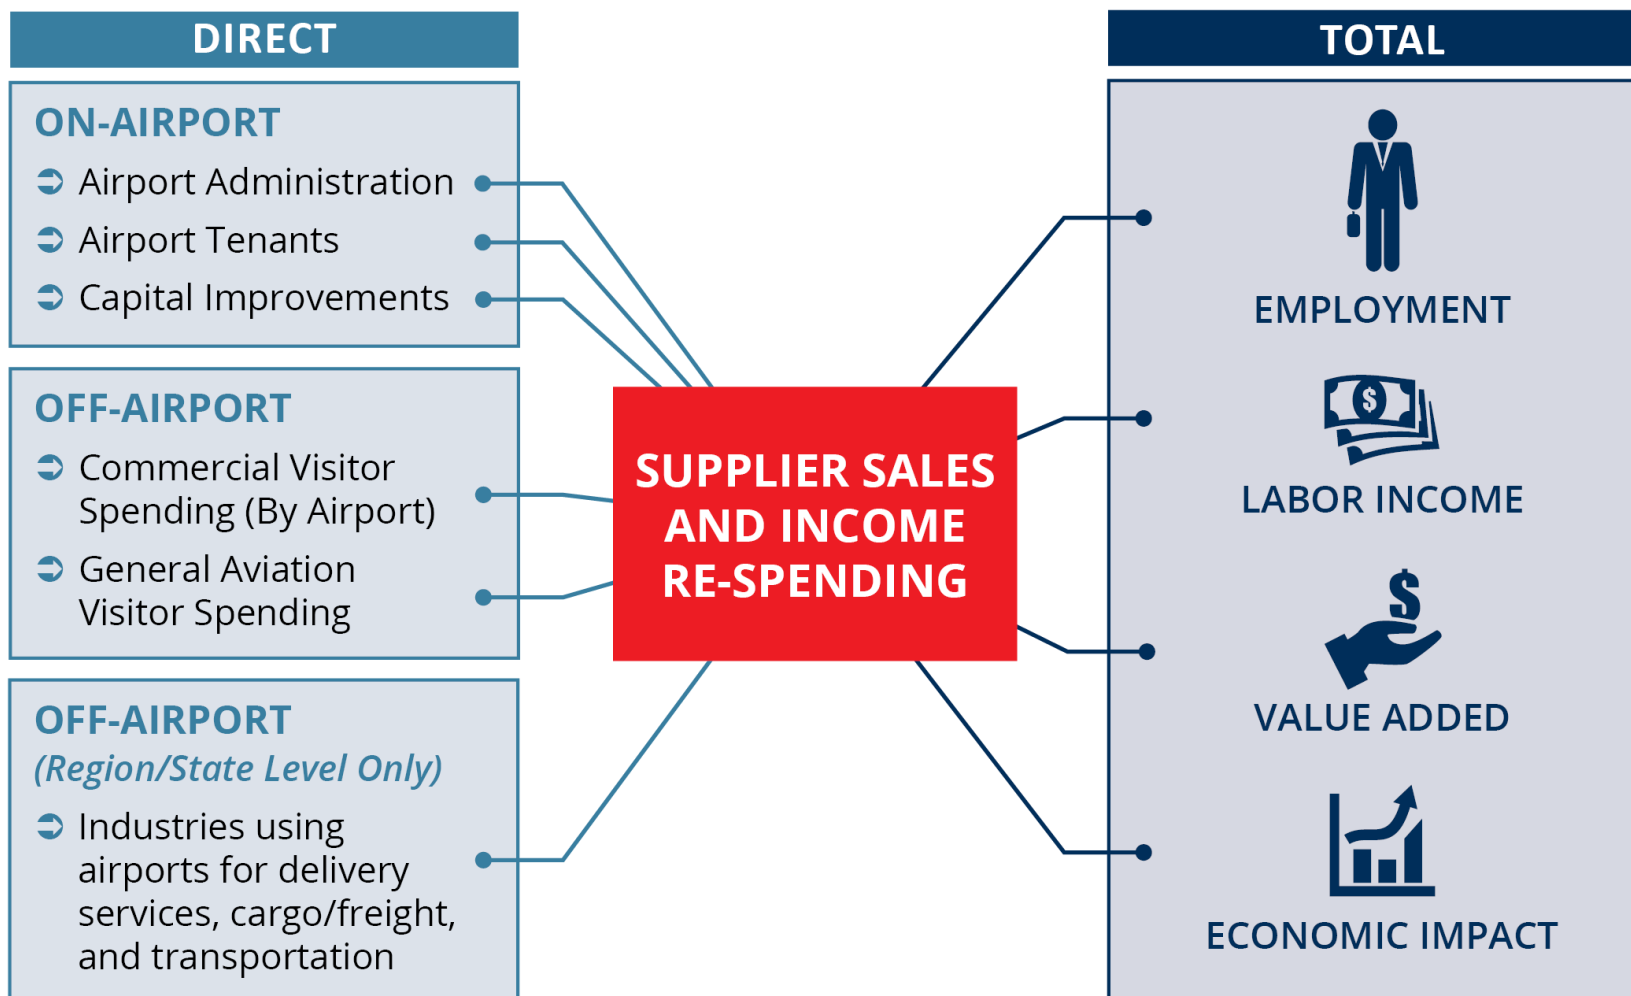 DIRECT
ON-AIRPORT
Airport Administration
Airport Tenants
Capital Improvements
OFF-AIRPORT
Commercial Visitor
Spending (By Airport)
General Aviation
Visitor Spending
OFF-AIRPORT
(Region/State Level Only)
Industries using
airports for delivery
services, cargo/freight,
and transportation
SUPPLIER SALES
AND INCOME
RE-SPENDING
TOTAL
EMPLOYMENT
$
LABOR INCOME
$
VALUE ADDED
ECONOMIC IMPACT